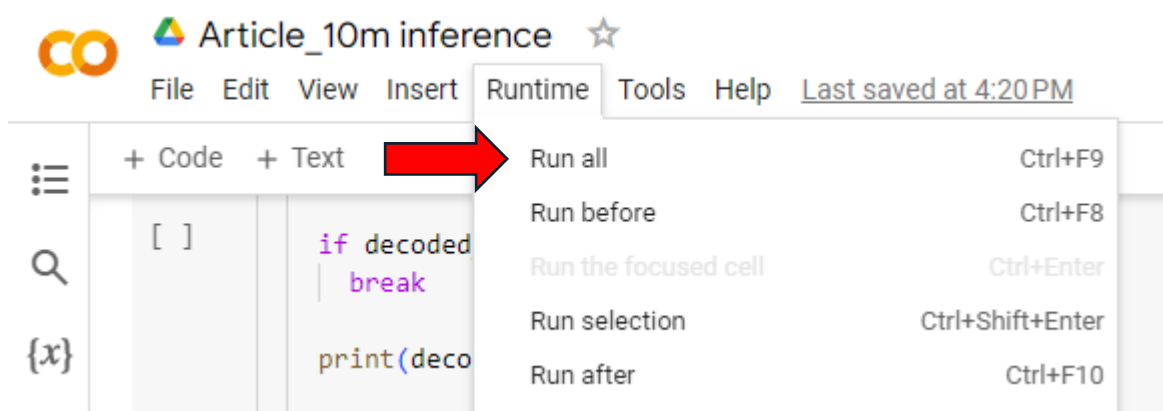 Article_10m inference
File Edit View Insert Runtime Tools Help Last saved at 4:20 PM
+ Code + Text
Run all Ctrl+F9
Run before Ctrl+F8
[ ]
if decoded
Run the focused cell Ctrl+Enter
break
Run selection Ctrl+Shift+Enter
{x}
print(deco
Run after Ctrl+F10